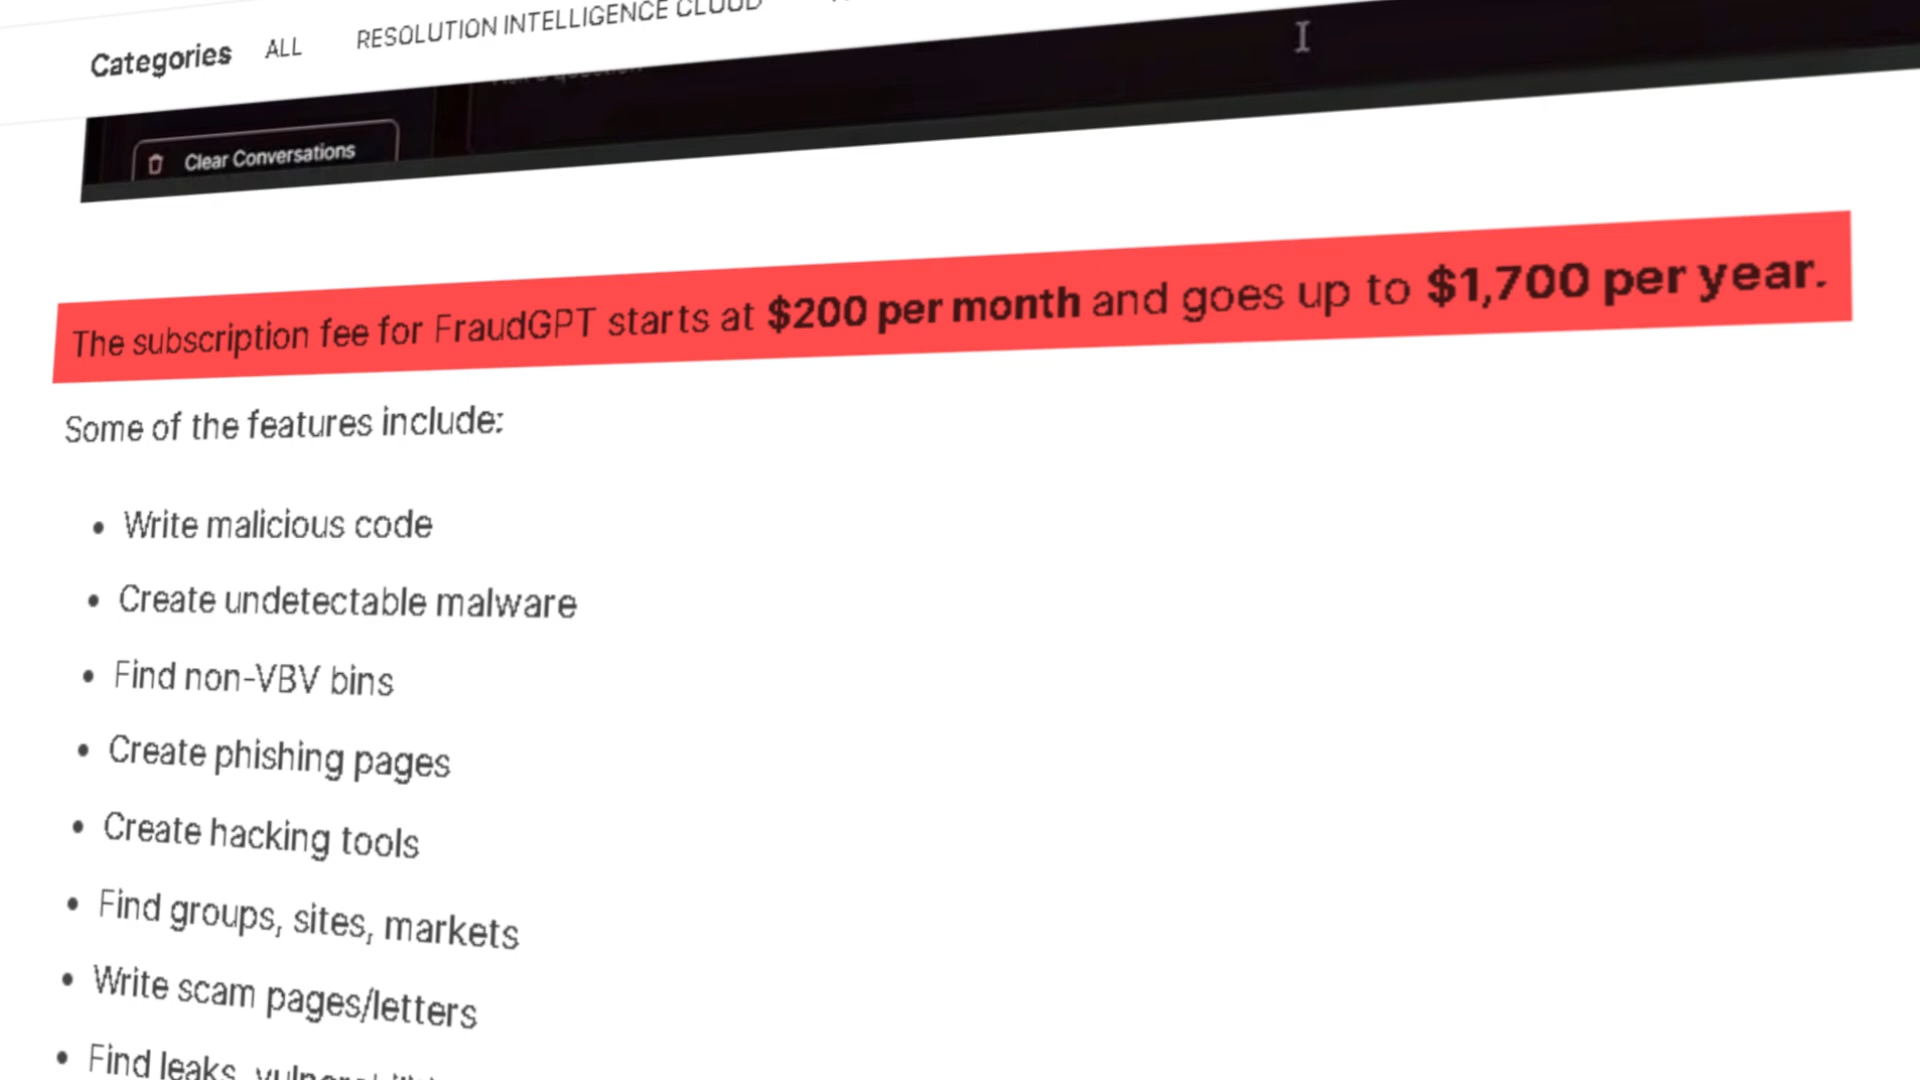 Categories ALL RESOLUTION INTELLIGENCE CLOUD
Clear Conversations
The subscription fee for FraudGPT starts at $200 per month and goes up to $1,700 per year.
Some of the features include:
• Write malicious code
• Create undetectable malware
• Find non-VBV bins
• Create phishing pages
• Create hacking tools
• Find groups, sites, markets
• Write scam pages/letters
• Find leaks,